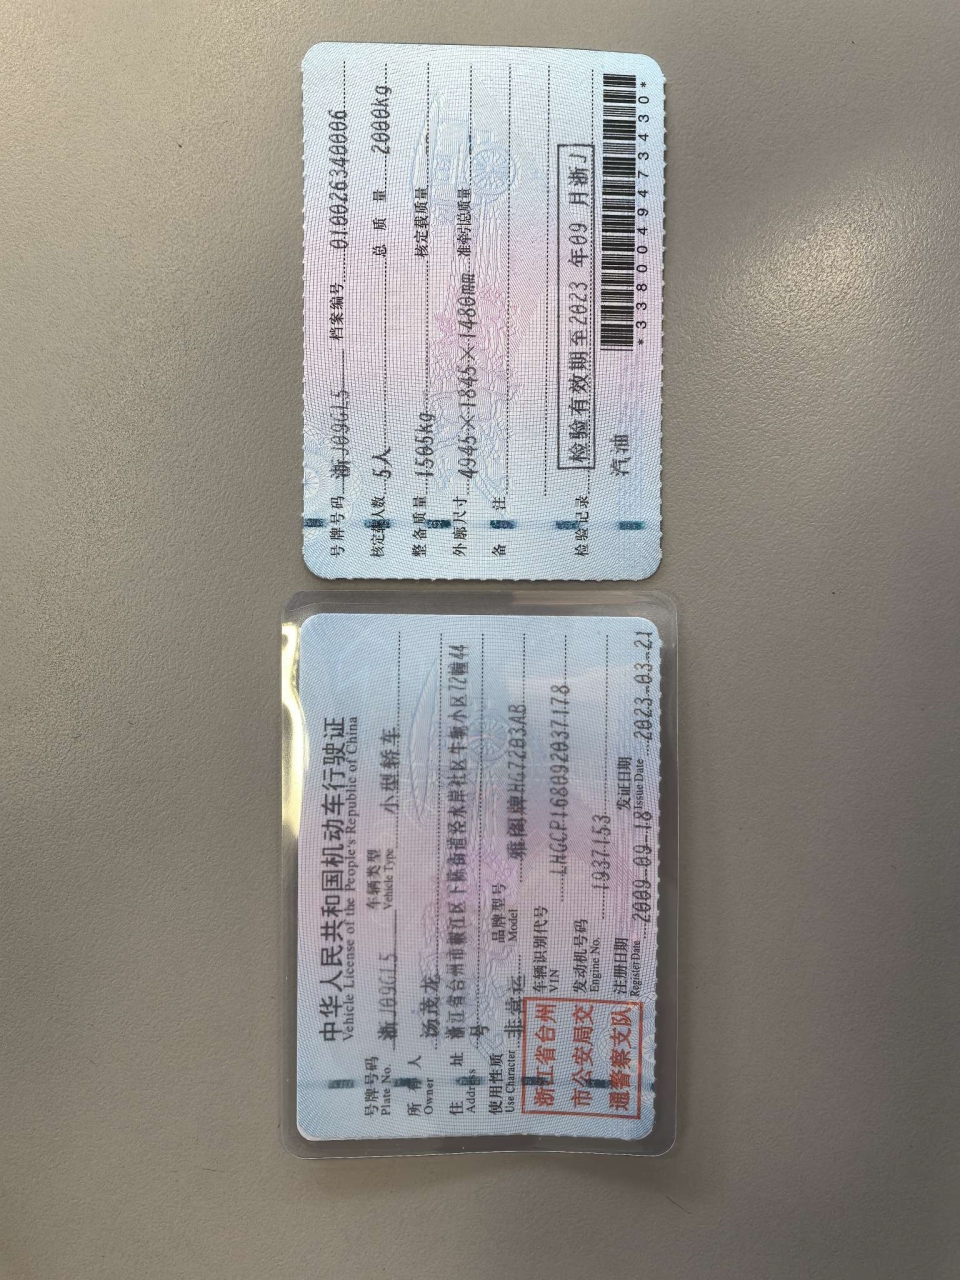 中华人民共和国机动车行驶证
Vehicle License of the People's Republic of China
号牌号码 浙J09GL5 车辆类型 小型轿车
Plate No. Vehicle Type
所有人 汤茂龙
Owner
住址 浙江省台州市椒江区下陈街道泾水岸社区牛轭小区72幢44
Address 号
使用性质 非营运 品牌型号 雅阁牌HG7203AB
Use Character Model
浙江省台州
市公安局交
通警察支队
车辆识别代号 LHGCP168092037178
VIN
发动机号码 1937153
Engine No.
注册日期 2009-09-18 发证日期 2023-03-21
Register Date Issue Date
号牌号码 浙J09GL5 档案编号 010026340006
核定载人数 5人 总质量 2000kg
整备质量 1505kg 核定载质量
外廓尺寸 4945×1845×1480mm 准牵引总质量
备注
检验记录 检验有效期至2023年09月浙J
汽油
*3380049473430*